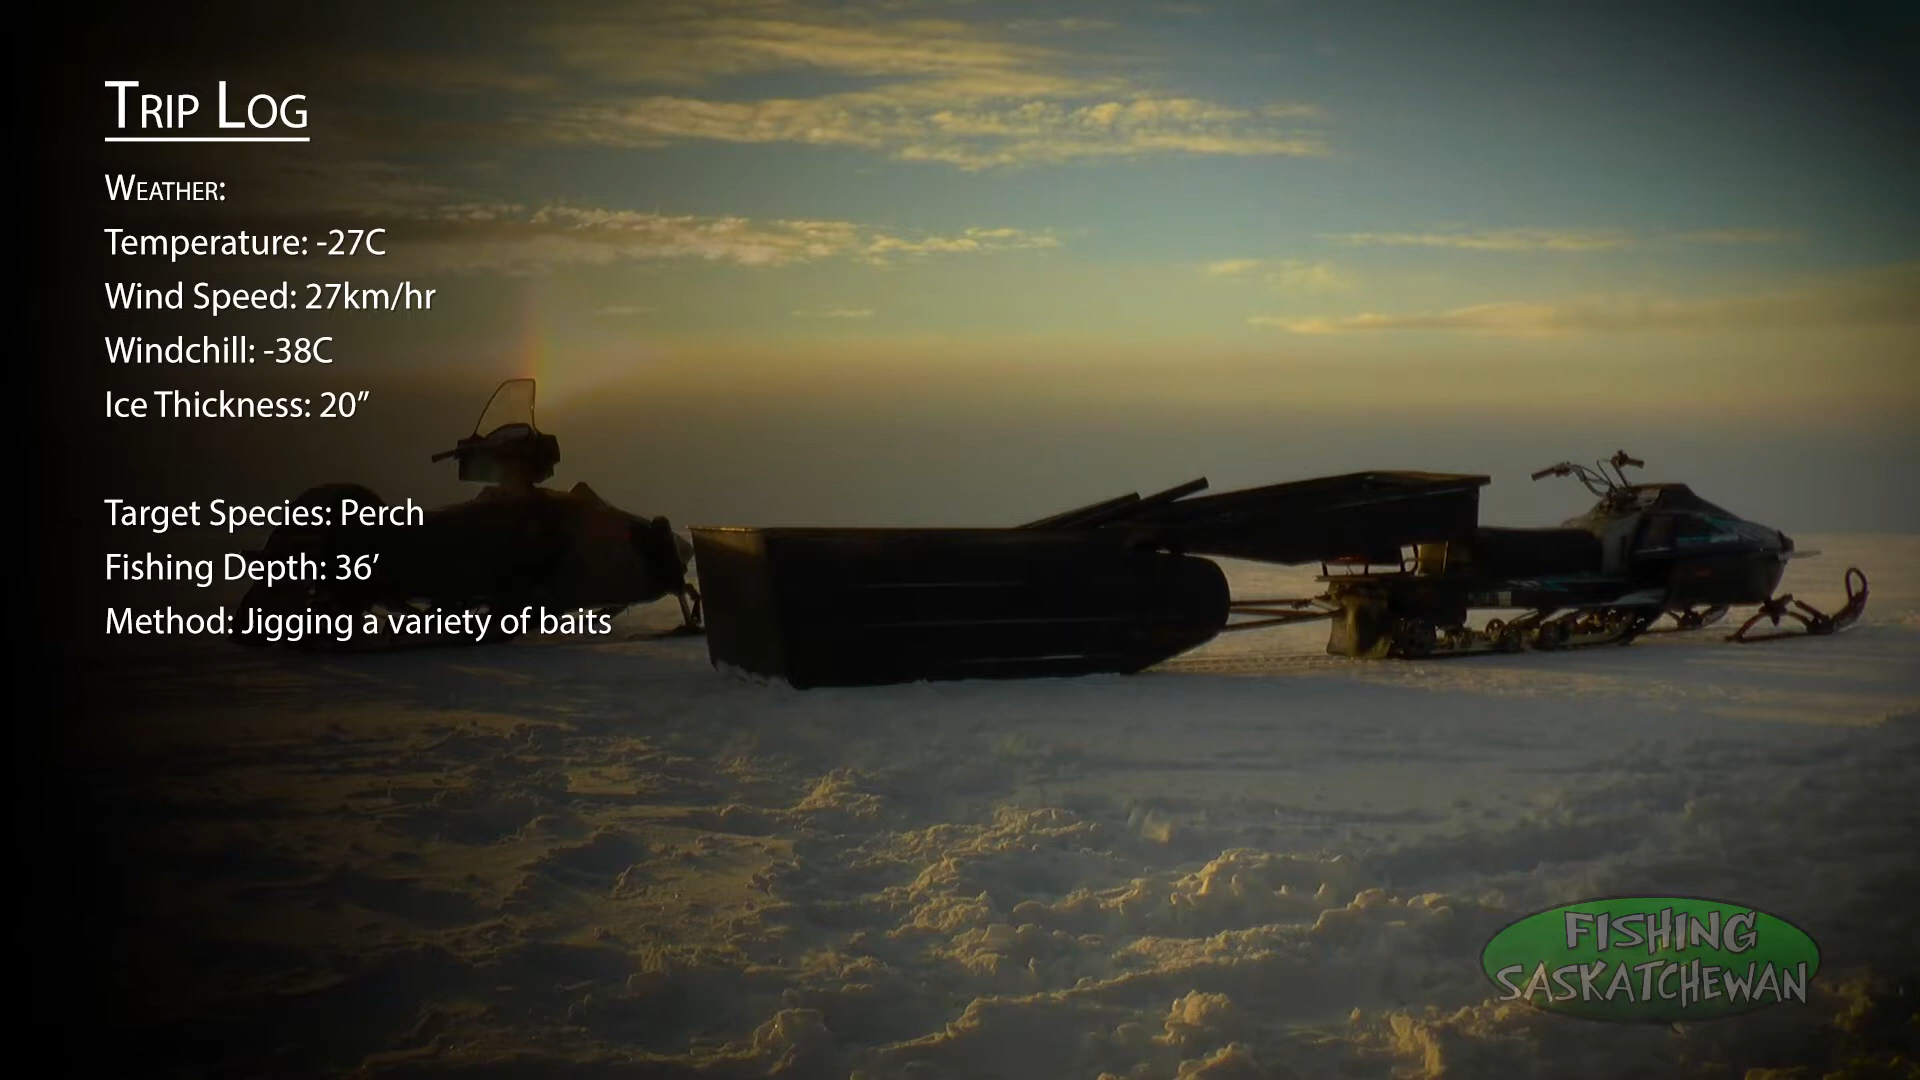 Trip Log
Weather:
Temperature: -27C
Wind Speed: 27km/hr
Windchill: -38C
Ice Thickness: 20”
Target Species: Perch
Fishing Depth: 36’
Method: Jigging a variety of baits
FISHING
SASKATCHEWAN